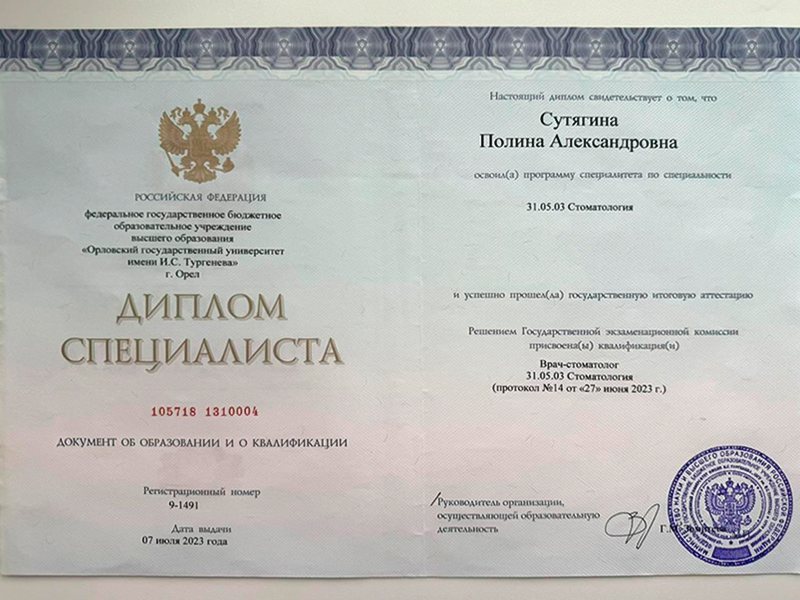 РОССИЙСКАЯ ФЕДЕРАЦИЯ
федеральное государственное бюджетное
образовательное учреждение
высшего образования
«Орловский государственный университет
имени И.С. Тургенева»
г. Орел
ДИПЛОМ
СПЕЦИАЛИСТА
105718 1310004
ДОКУМЕНТ ОБ ОБРАЗОВАНИИ И О КВАЛИФИКАЦИИ
Регистрационный номер
9-1491
Дата выдачи
07 июля 2023 года
Настоящий диплом свидетельствует о том, что
Сутягина
Полина Александровна
освоил(а) программу специалитета по специальности
31.05.03 Стоматология
и успешно прошел(ла) государственную итоговую аттестацию
Решением Государственной экзаменационной комиссии
присвоена(ы) квалификация(и)
Врач-стоматолог
31.05.03 Стоматология
(протокол №14 от «27» июня 2023 г.)
Руководитель организации,
осуществляющей образовательную
деятельность